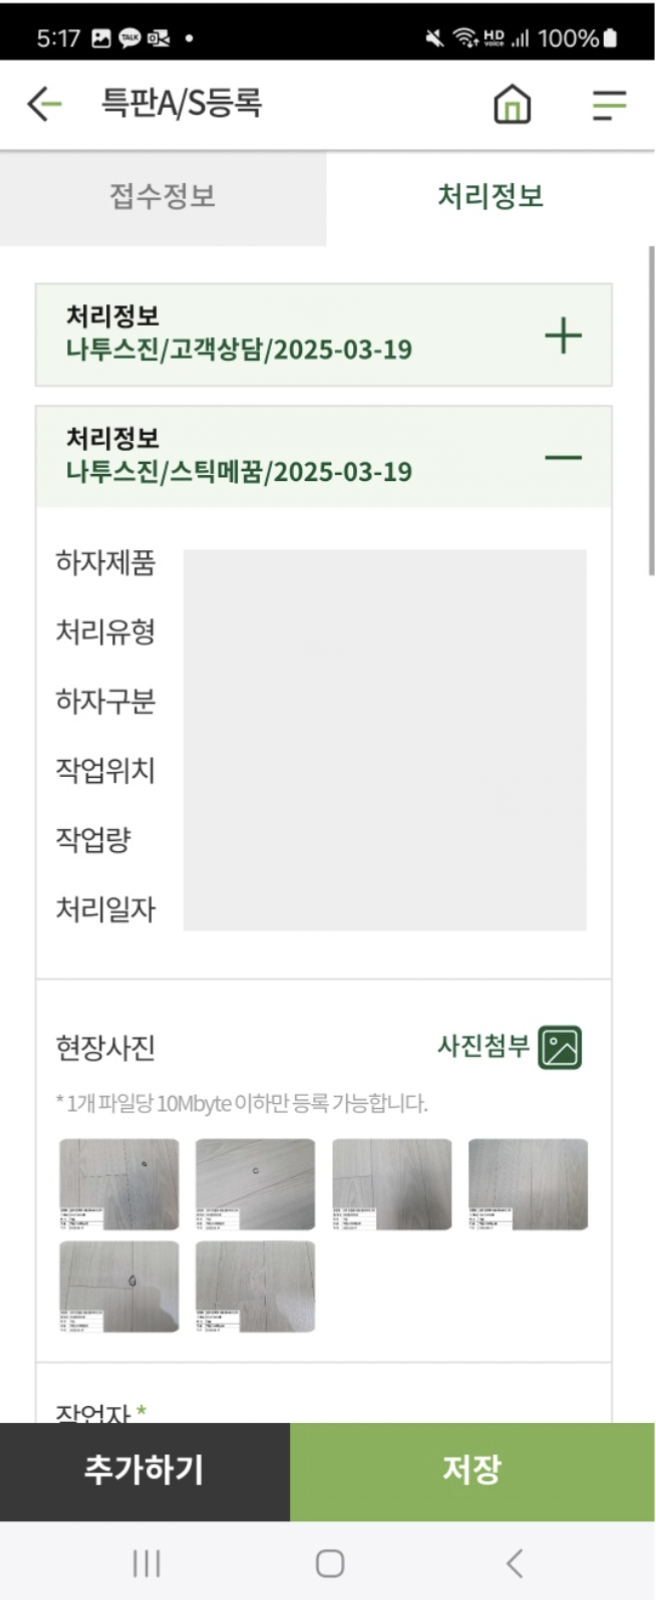 5:17 TALK HD voice 100%
특판A/S등록
접수정보 처리정보
처리정보
나투스진/고객상담/2025-03-19
처리정보
나투스진/스틱메꿈/2025-03-19
하자제품
처리유형
하자구분
작업위치
작업량
처리일자
현장사진 사진첨부
* 1개 파일당 10Mbyte 이하만 등록 가능합니다.
작업자 *
추가하기 저장